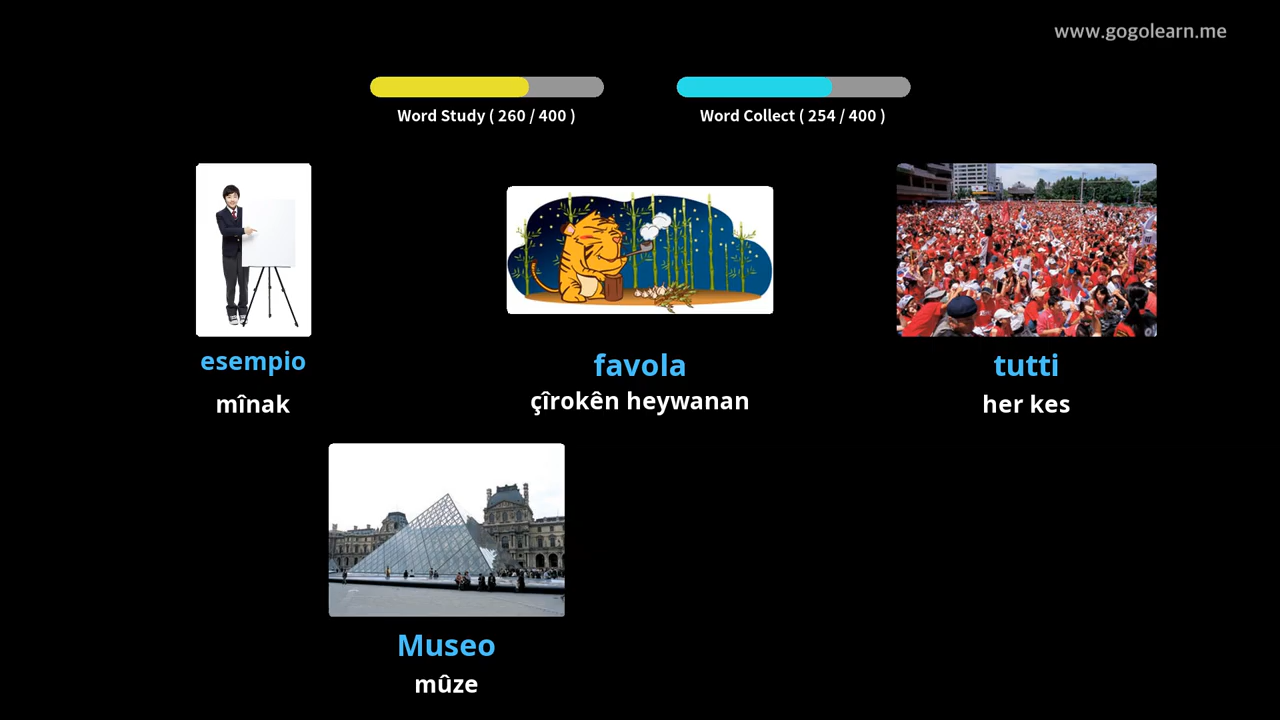 www.gogolearn.me
Word Study ( 260 / 400 )
Word Collect ( 254 / 400 )
esempio
mînak
favola
çîrokên heywanan
tutti
her kes
Museo
mûze